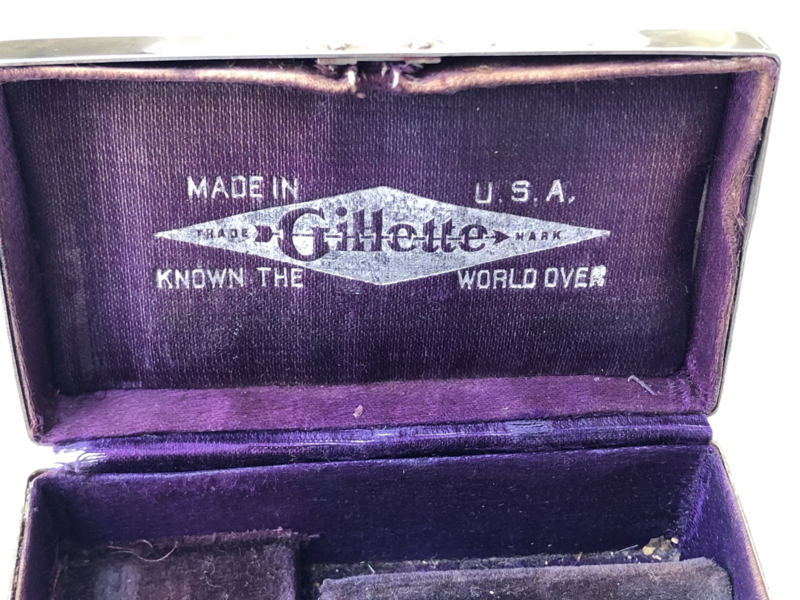 MADE IN U.S.A.
TRADE Gillette MARK
KNOWN THE WORLD OVER